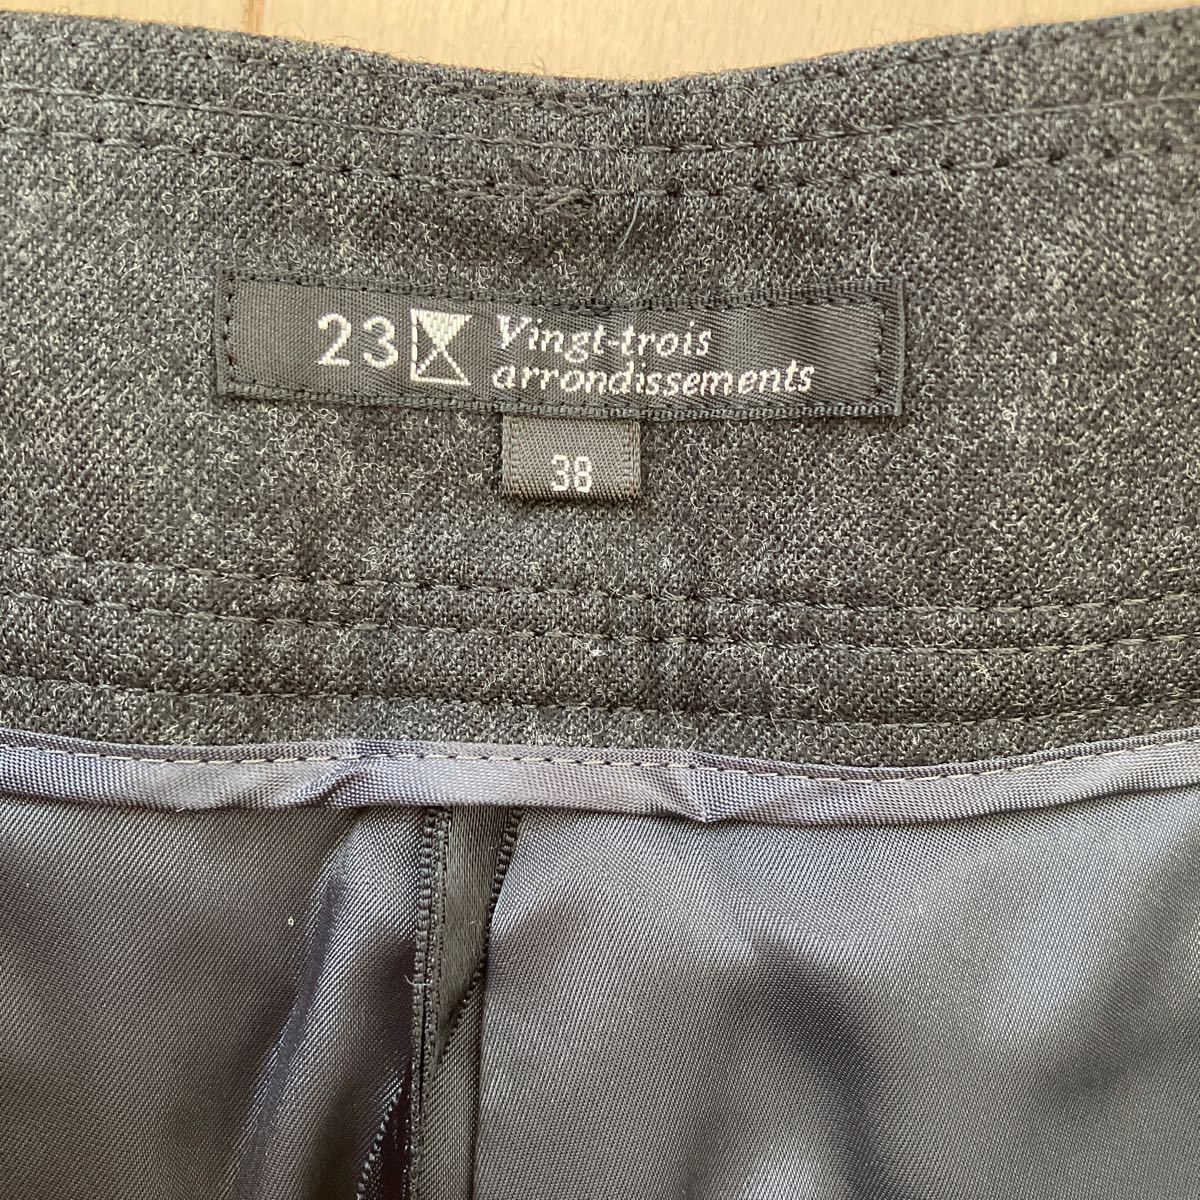 23 Vingt-trois
arrondissements
38